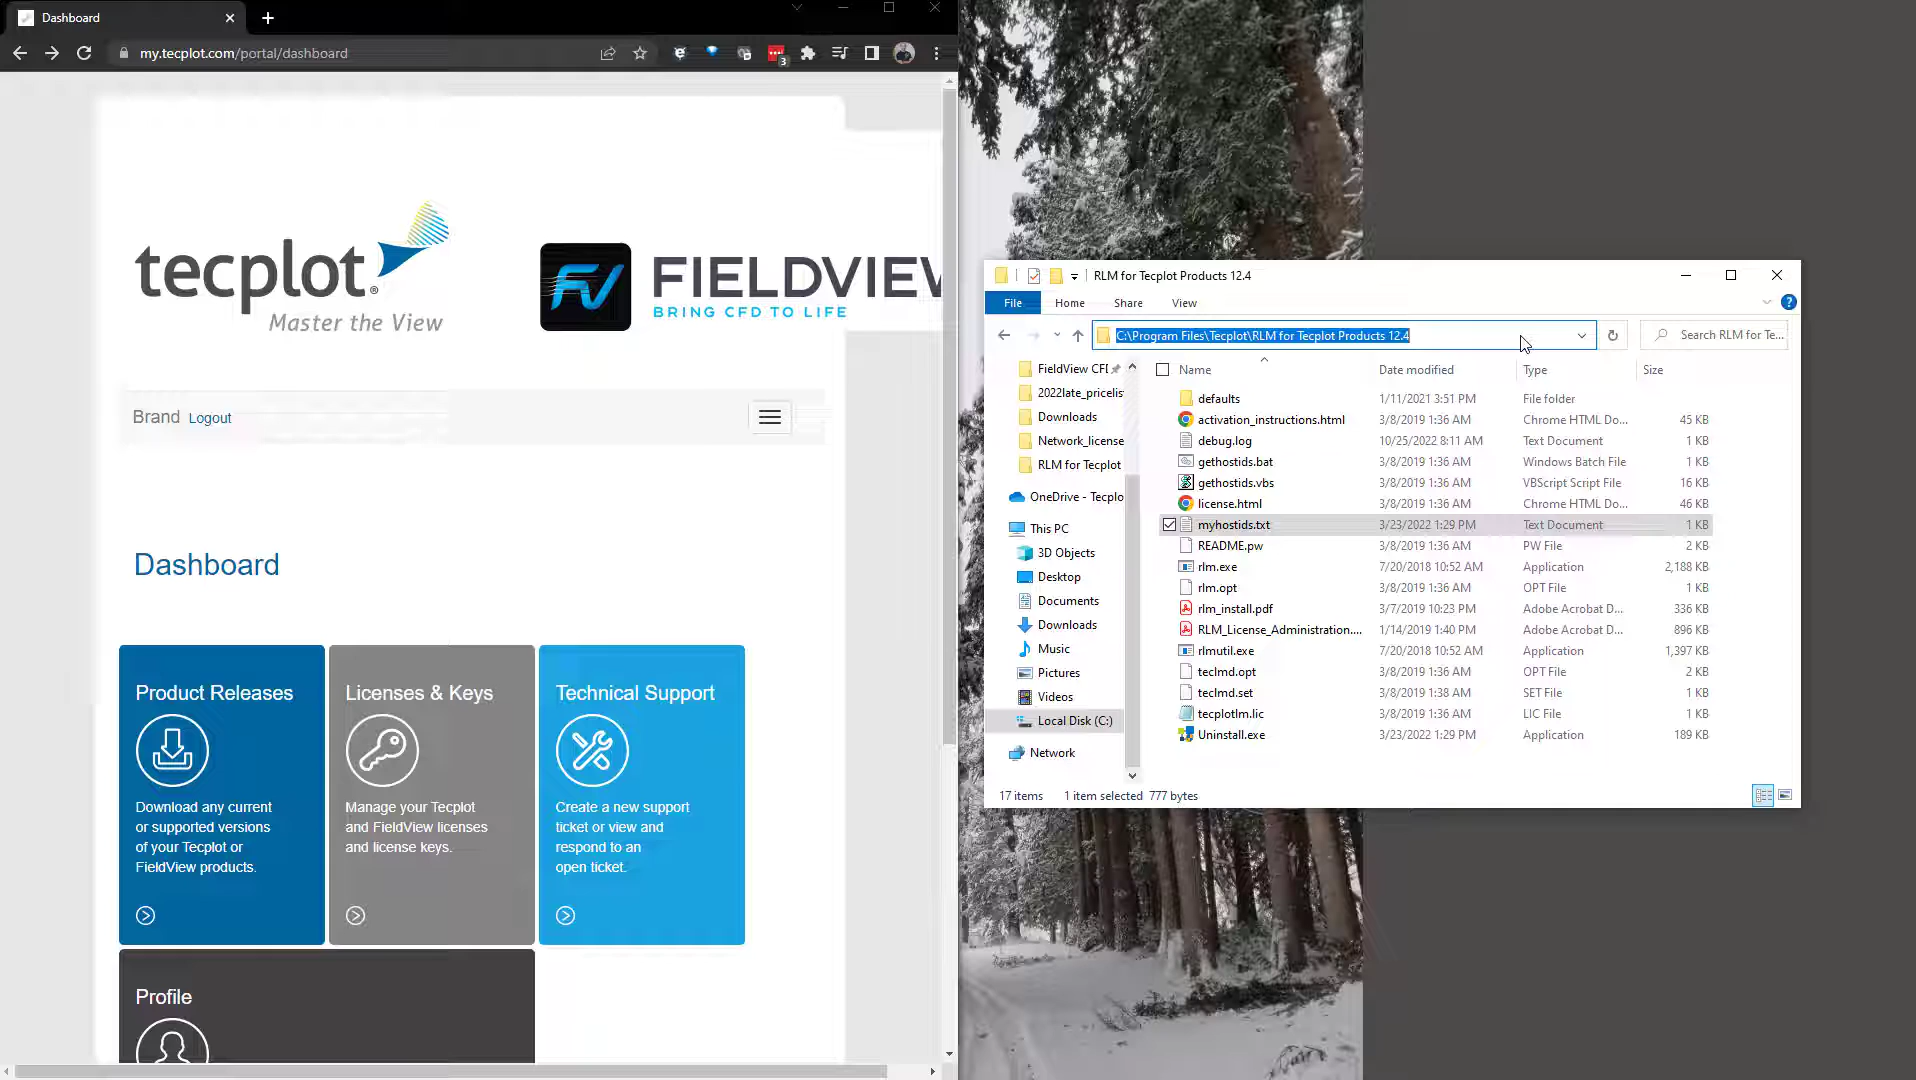 Dashboard
my.tecplot.com/portal/dashboard
3
tecplot®
Master the View
FV FIELDVIEW
BRING CFD TO LIFE
Brand Logout
Dashboard
Product Releases
Download any current
or supported versions
of your Tecplot or
FieldView products.
Licenses & Keys
Manage your Tecplot
and FieldView licenses
and license keys.
Technical Support
Create a new support
ticket or view and
respond to an
open ticket.
Profile
RLM for Tecplot Products 12.4
File Home Share View
C:\Program Files\Tecplot\RLM for Tecplot Products 12.4
Search RLM for Te...
FieldView CFI
2022late_pricelis
Downloads
Network_license
RLM for Tecplot
OneDrive - Tecplo
This PC
3D Objects
Desktop
Documents
Downloads
Music
Pictures
Videos
Local Disk (C:)
Network
Name Date modified Type Size
defaults 1/11/2021 3:51 PM File folder
activation_instructions.html 3/8/2019 1:36 AM Chrome HTML Do... 45 KB
debug.log 10/25/2022 8:11 AM Text Document 1 KB
gethostids.bat 3/8/2019 1:36 AM Windows Batch File 1 KB
gethostids.vbs 3/8/2019 1:36 AM VBScript Script File 16 KB
license.html 3/8/2019 1:36 AM Chrome HTML Do... 46 KB
myhostids.txt 3/23/2022 1:29 PM Text Document 1 KB
README.pw 3/8/2019 1:36 AM PW File 2 KB
rlm.exe 7/20/2018 10:52 AM Application 2,188 KB
rlm.opt 3/8/2019 1:36 AM OPT File 1 KB
rlm_install.pdf 3/7/2019 10:23 PM Adobe Acrobat D... 336 KB
RLM_License_Administration.... 1/14/2019 1:40 PM Adobe Acrobat D... 896 KB
rlmutil.exe 7/20/2018 10:52 AM Application 1,397 KB
teclmd.opt 3/8/2019 1:36 AM OPT File 2 KB
teclmd.set 3/8/2019 1:38 AM SET File 1 KB
tecplotlm.lic 3/8/2019 1:36 AM LIC File 1 KB
Uninstall.exe 3/23/2022 1:29 PM Application 189 KB
17 items 1 item selected 777 bytes